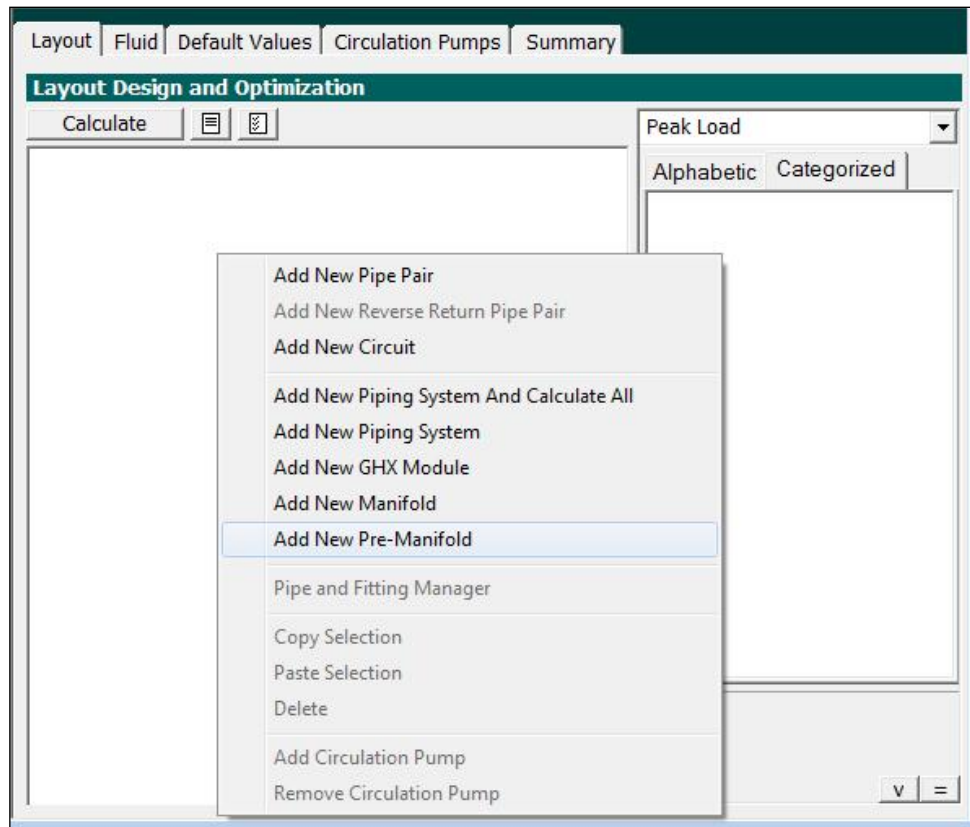 Layout Fluid Default Values Circulation Pumps Summary
Layout Design and Optimization
Calculate
Peak Load
Alphabetic Categorized
Add New Pipe Pair
Add New Reverse Return Pipe Pair
Add New Circuit
Add New Piping System And Calculate All
Add New Piping System
Add New GHX Module
Add New Manifold
Add New Pre-Manifold
Pipe and Fitting Manager
Copy Selection
Paste Selection
Delete
Add Circulation Pump
Remove Circulation Pump
v =